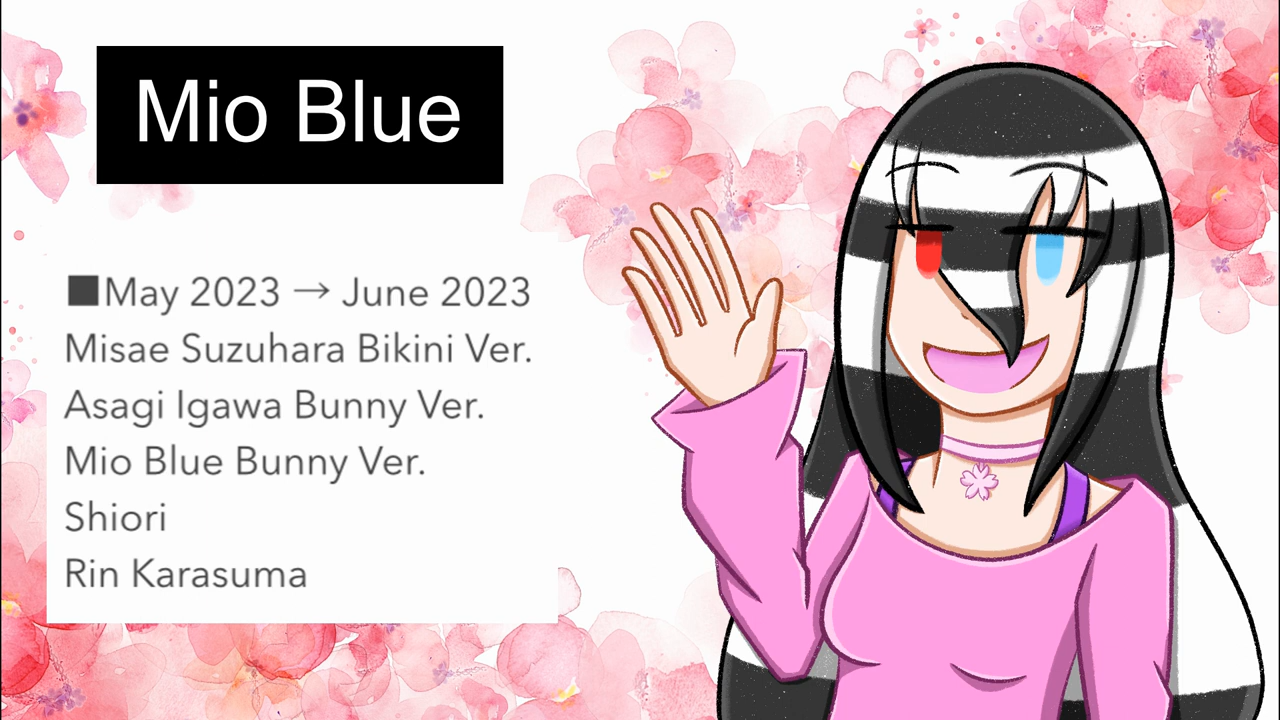 Mio Blue
■May 2023 → June 2023
Misae Suzuhara Bikini Ver.
Asagi Igawa Bunny Ver.
Mio Blue Bunny Ver.
Shiori
Rin Karasuma